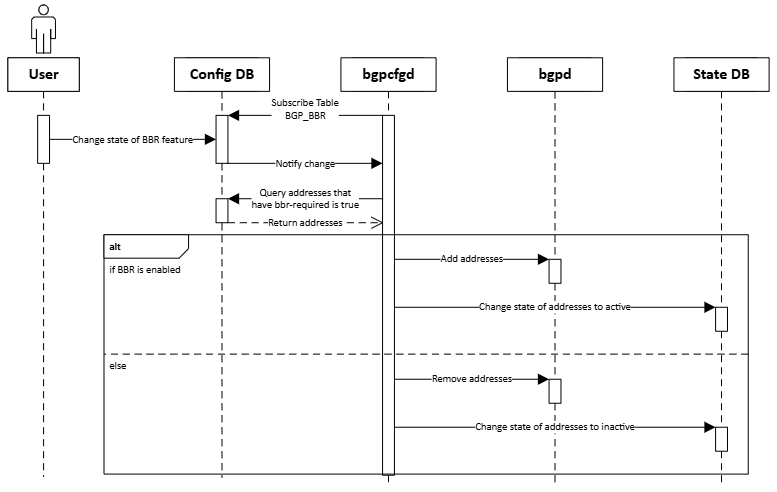 User
Config DB
bgpcfgd
bgpd
State DB
Subscribe Table
BGP_BBR
Change state of BBR feature
Notify change
Query addresses that
have bbr-required is true
Return addresses
alt
if BBR is enabled
Add addresses
Change state of addresses to active
else
Remove addresses
Change state of addresses to inactive